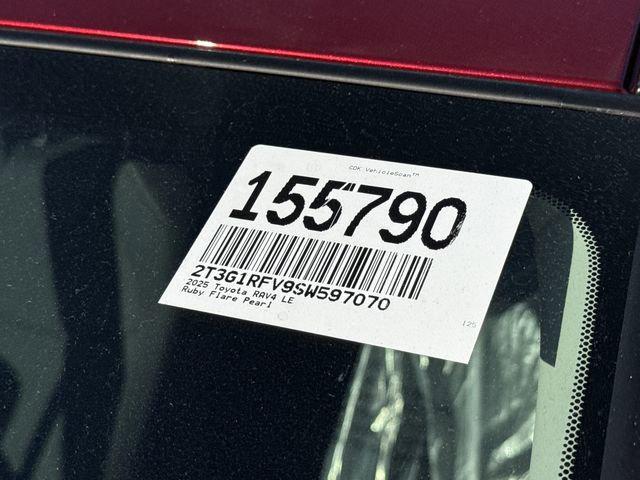 CDK VehicleScan™
155790
2T3G1RFV9SW597070
2025 Toyota RAV4 LE
Ruby Flare Pearl
125